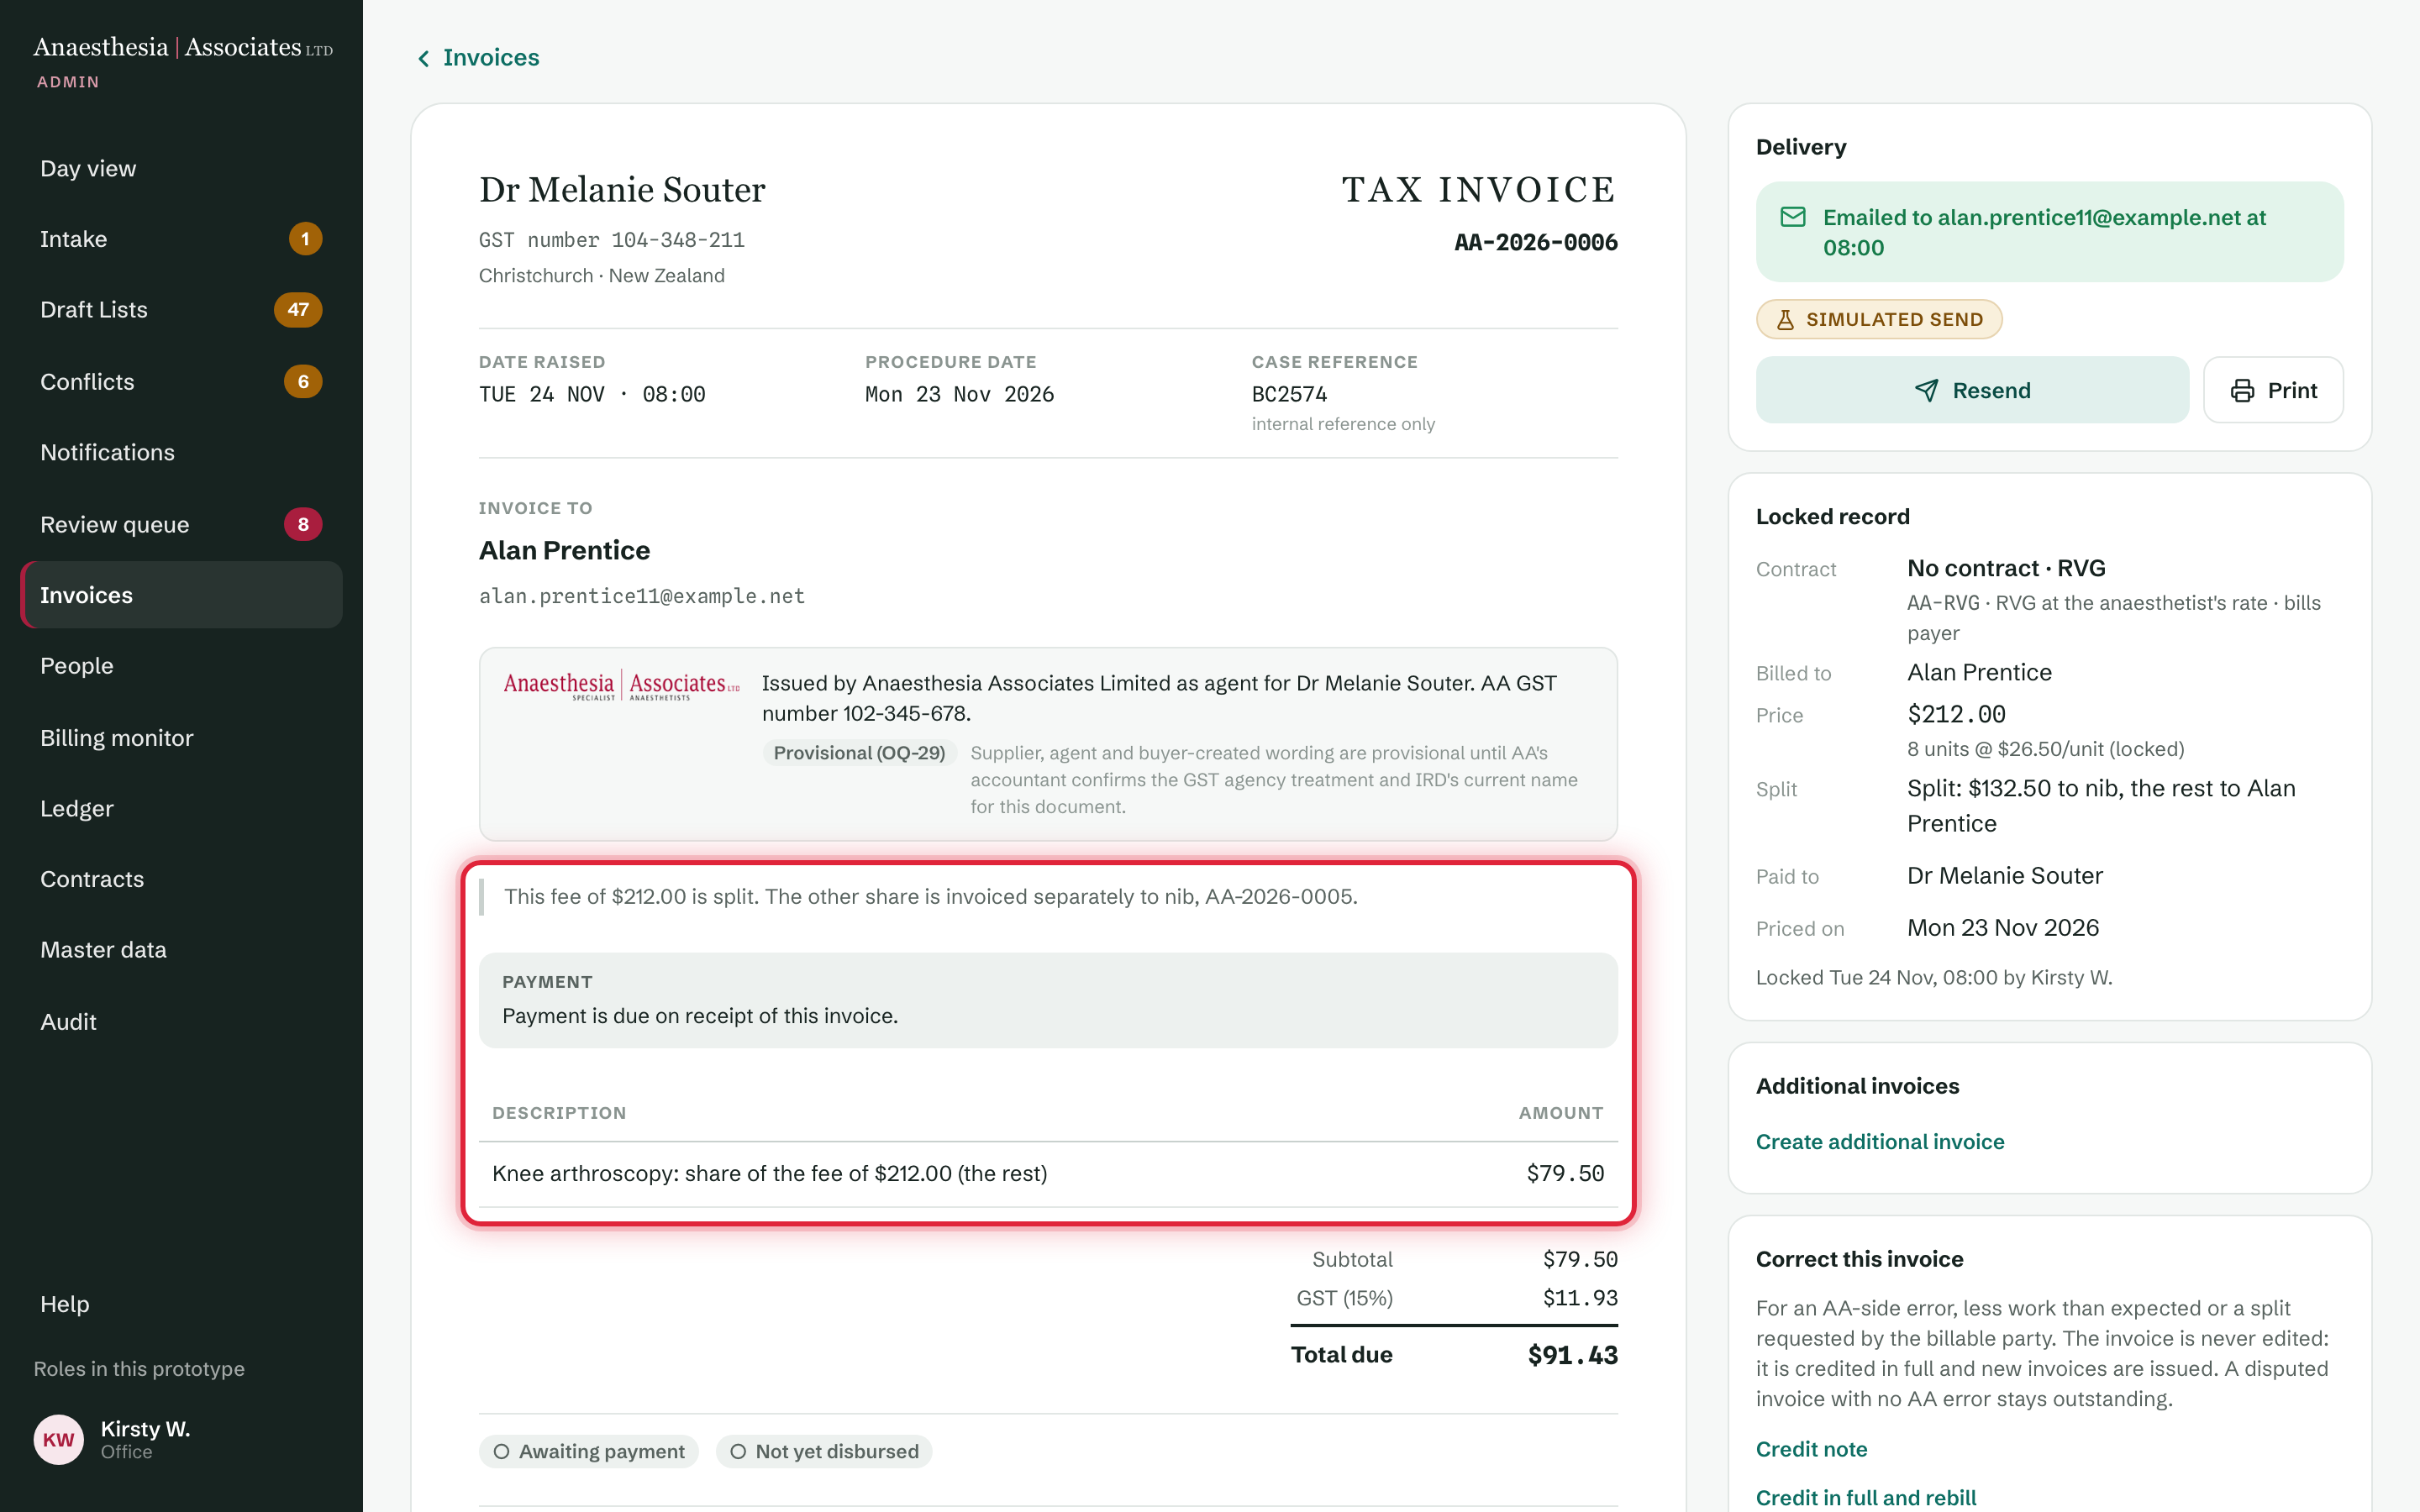 Anaesthesia | Associates LTD
ADMIN
Day view
Intake 1
Draft Lists 47
Conflicts 6
Notifications
Review queue 8
Invoices
People
Billing monitor
Ledger
Contracts
Master data
Audit
Help
Roles in this prototype
KW
Kirsty W.
Office
Invoices
Dr Melanie Souter
GST number 104-348-211
Christchurch · New Zealand
TAX INVOICE
AA-2026-0006
DATE RAISED
TUE 24 NOV · 08:00
PROCEDURE DATE
Mon 23 Nov 2026
CASE REFERENCE
BC2574
internal reference only
INVOICE TO
Alan Prentice
alan.prentice11@example.net
Anaesthesia | Associates LTD
SPECIALIST ANAESTHETISTS
Issued by Anaesthesia Associates Limited as agent for Dr Melanie Souter. AA GST
number 102-345-678.
Provisional (OQ-29)
Supplier, agent and buyer-created wording are provisional until AA's
accountant confirms the GST agency treatment and IRD's current name
for this document.
This fee of $212.00 is split. The other share is invoiced separately to nib, AA-2026-0005.
PAYMENT
Payment is due on receipt of this invoice.
DESCRIPTION AMOUNT
Knee arthroscopy: share of the fee of $212.00 (the rest) $79.50
Subtotal $79.50
GST (15%) $11.93
Total due $91.43
Awaiting payment
Not yet disbursed
Delivery
Emailed to alan.prentice11@example.net at
08:00
SIMULATED SEND
Resend
Print
Locked record
Contract No contract · RVG
AA-RVG · RVG at the anaesthetist's rate · bills
payer
Billed to Alan Prentice
Price $212.00
8 units @ $26.50/unit (locked)
Split Split: $132.50 to nib, the rest to Alan
Prentice
Paid to Dr Melanie Souter
Priced on Mon 23 Nov 2026
Locked Tue 24 Nov, 08:00 by Kirsty W.
Additional invoices
Create additional invoice
Correct this invoice
For an AA-side error, less work than expected or a split
requested by the billable party. The invoice is never edited:
it is credited in full and new invoices are issued. A disputed
invoice with no AA error stays outstanding.
Credit note
Credit in full and rebill